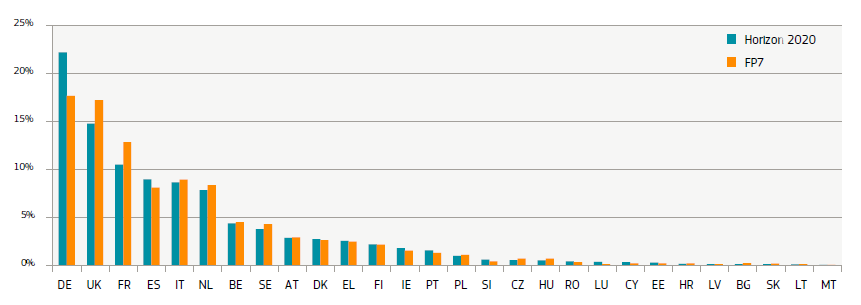 25%
Horizon 2020
FP7
20%
15%
10%
5%
0%
DE UK FR ES IT NL BE SE AT DK EL FI IE PT PL SI CZ HU RO LU CY EE HR LV BG SK LT MT